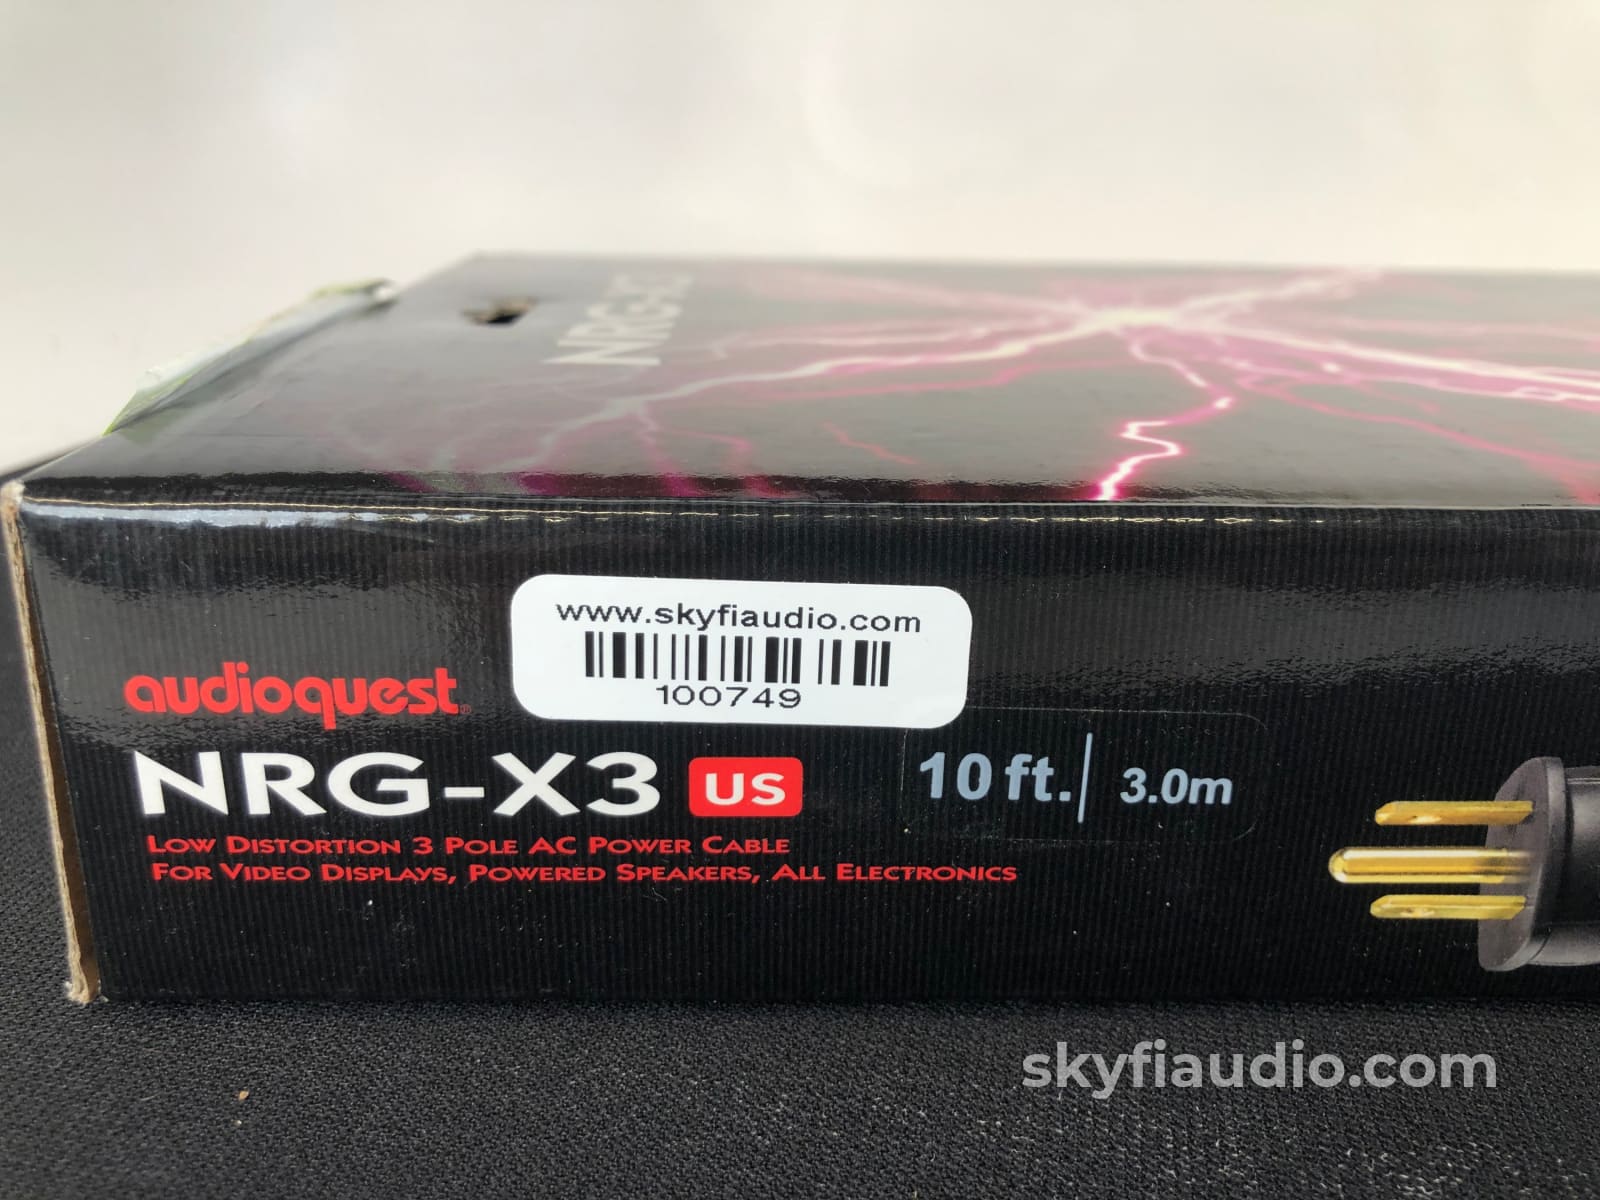 NRG-X3
www.skyfiaudio.com
100749
audioquest®
NRG-X3 US
10 ft. | 3.0m
LOW DISTORTION 3 POLE AC POWER CABLE
FOR VIDEO DISPLAYS, POWERED SPEAKERS, ALL ELECTRONICS
skyfiaudio.com